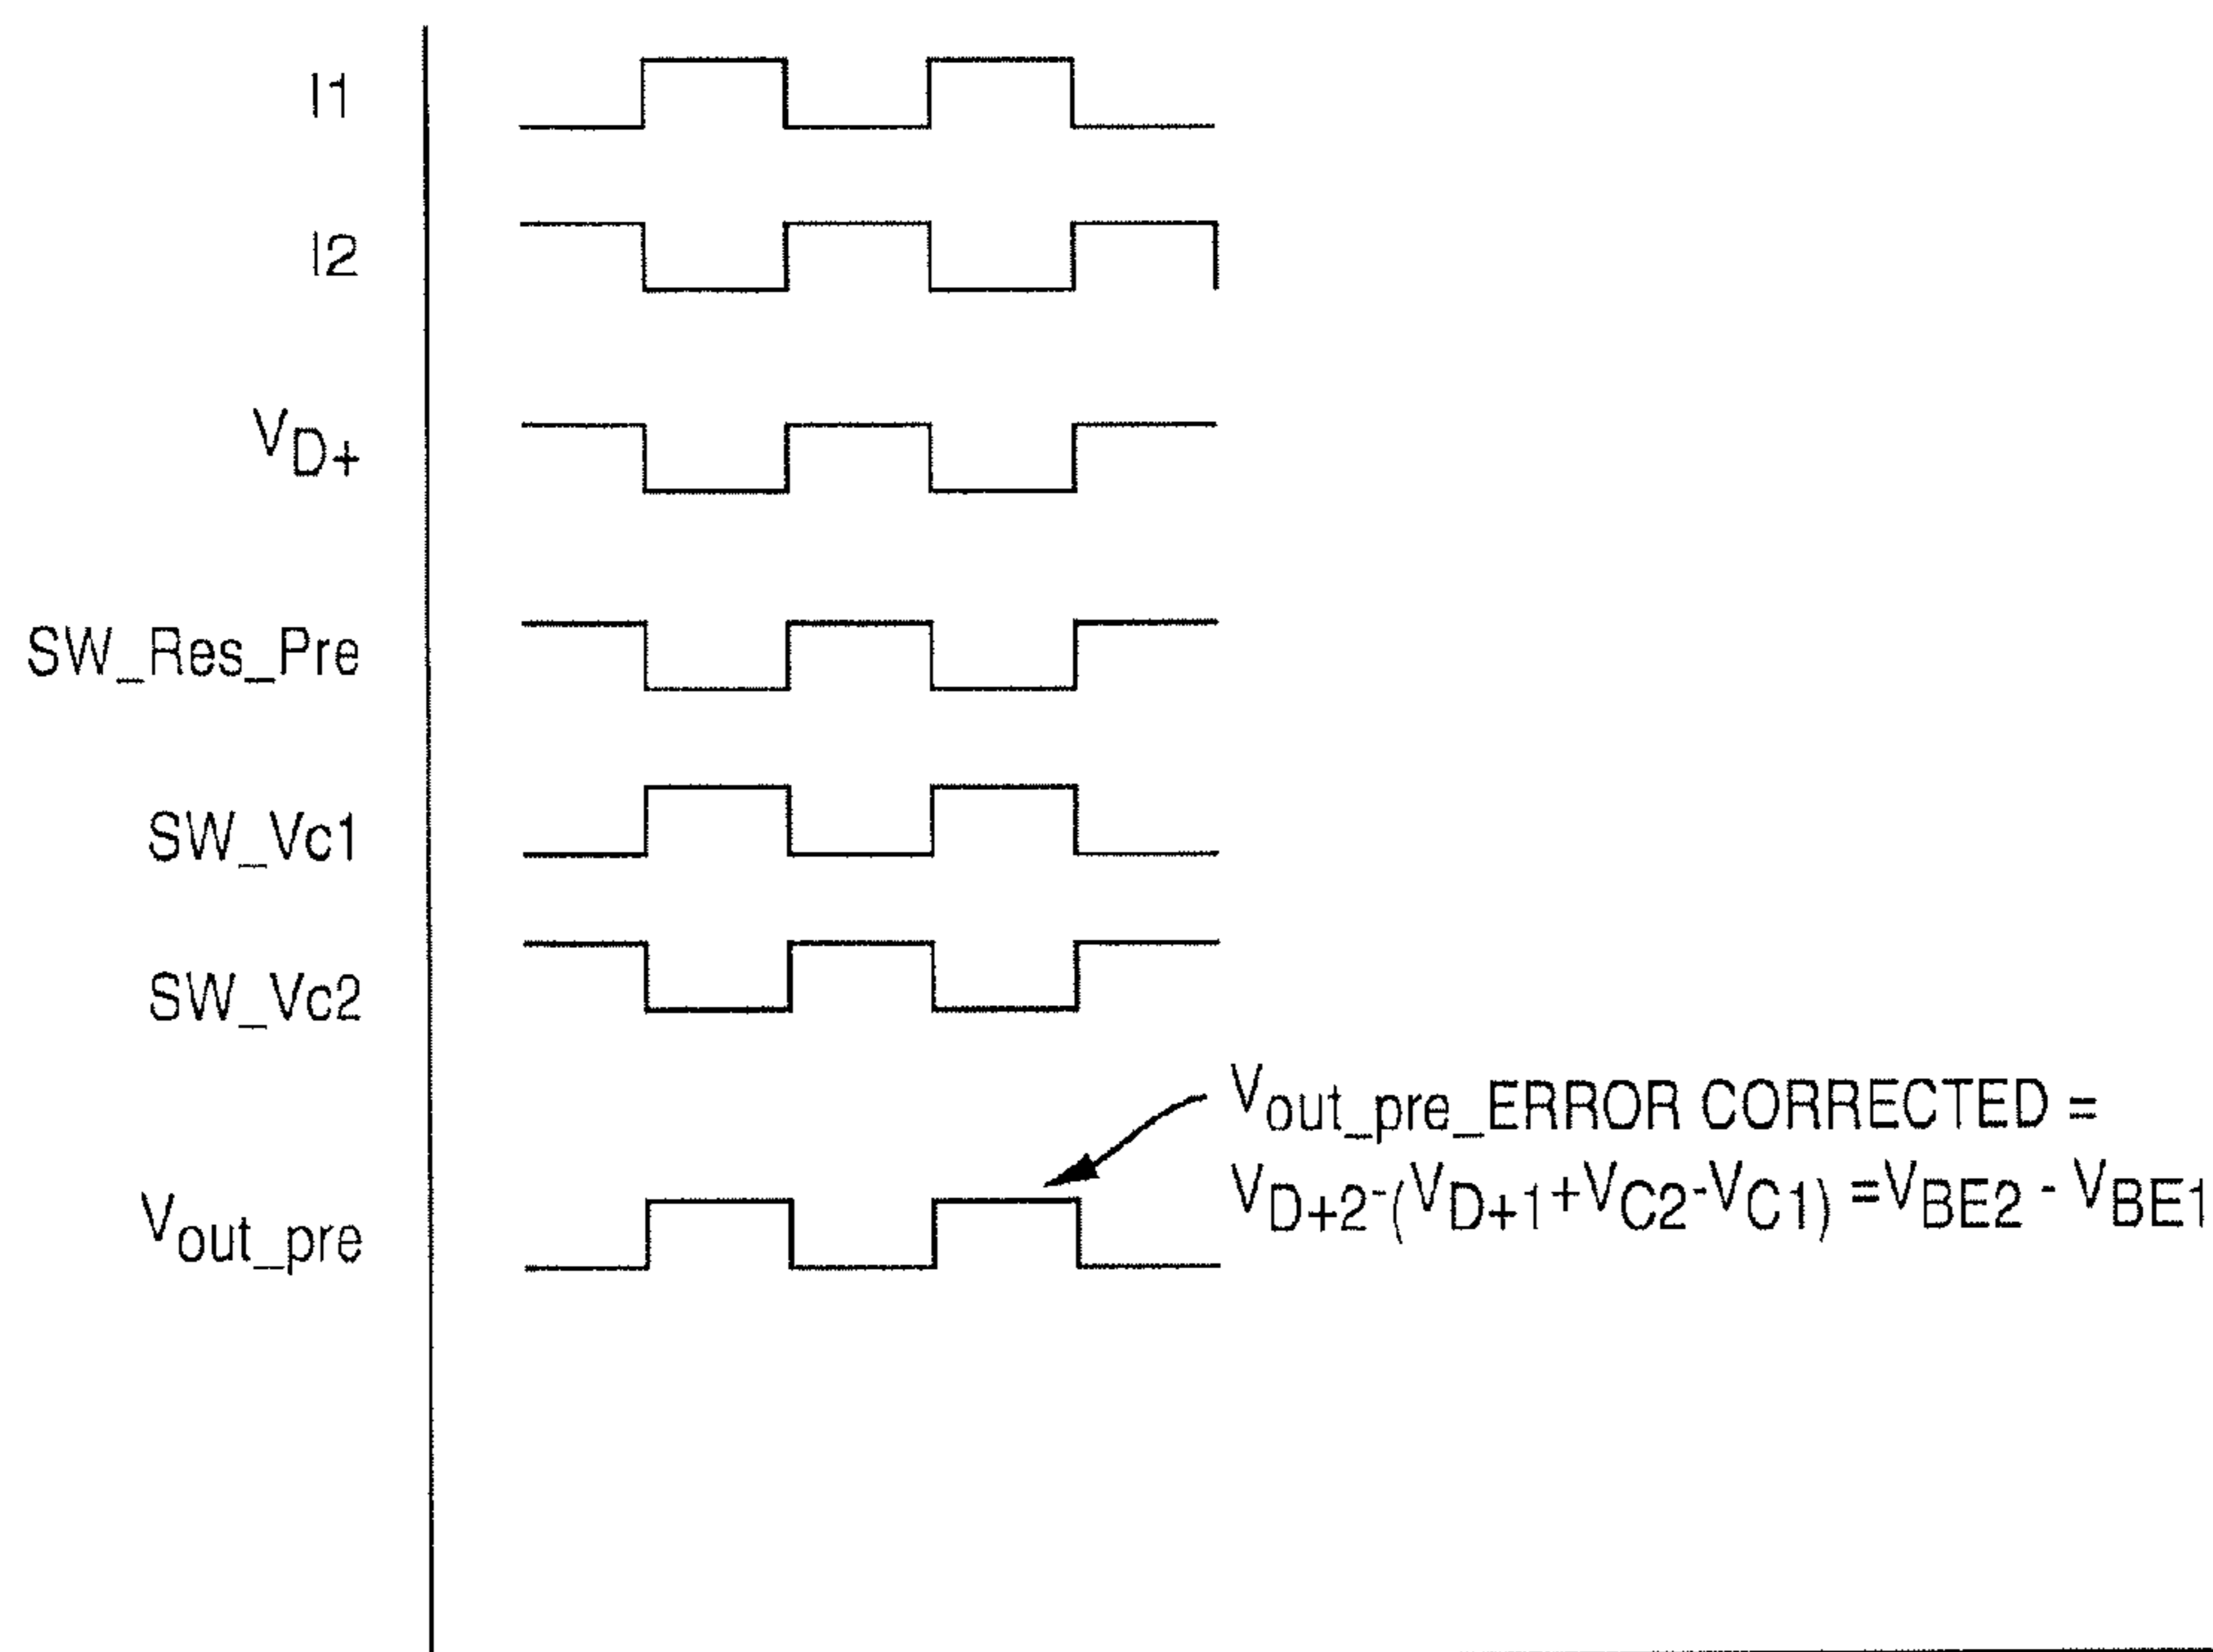 I1
I2
VD+
SW_Res_Pre
SW_Vc1
SW_Vc2
Vout_pre_ERROR CORRECTED =
VD+2-(VD+1+VC2-VC1) =VBE2 - VBE1
Vout_pre